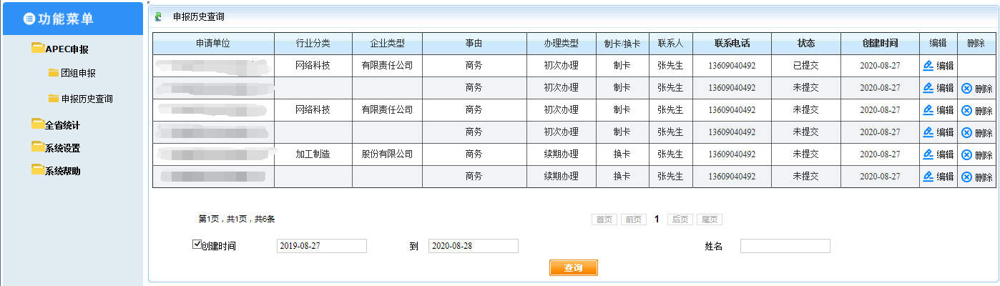 功能菜单
APEC申报
团组申报
申报历史查询
全省统计
系统设置
系统帮助
申报历史查询
申请单位 行业分类 企业类型 事由 办理类型 制卡/换卡 联系人 联系电话 状态 创建时间 编辑 删除
网络科技 有限责任公司 商务 初次办理 制卡 张先生 13609040492 已提交 2020-08-27 编辑
商务 初次办理 制卡 张先生 13609040492 未提交 2020-08-27 编辑 删除
网络科技 有限责任公司 商务 初次办理 制卡 张先生 13609040492 未提交 2020-08-27 编辑 删除
商务 初次办理 制卡 张先生 13609040492 未提交 2020-08-27 编辑 删除
加工制造 股份有限公司 商务 续期办理 换卡 张先生 13609040492 未提交 2020-08-27 编辑 删除
商务 续期办理 换卡 张先生 13609040492 未提交 2020-08-27 编辑 删除
第1页，共1页，共6条 首页 前页 1 后页 尾页
创建时间 2019-08-27 到 2020-08-28 姓名
查询